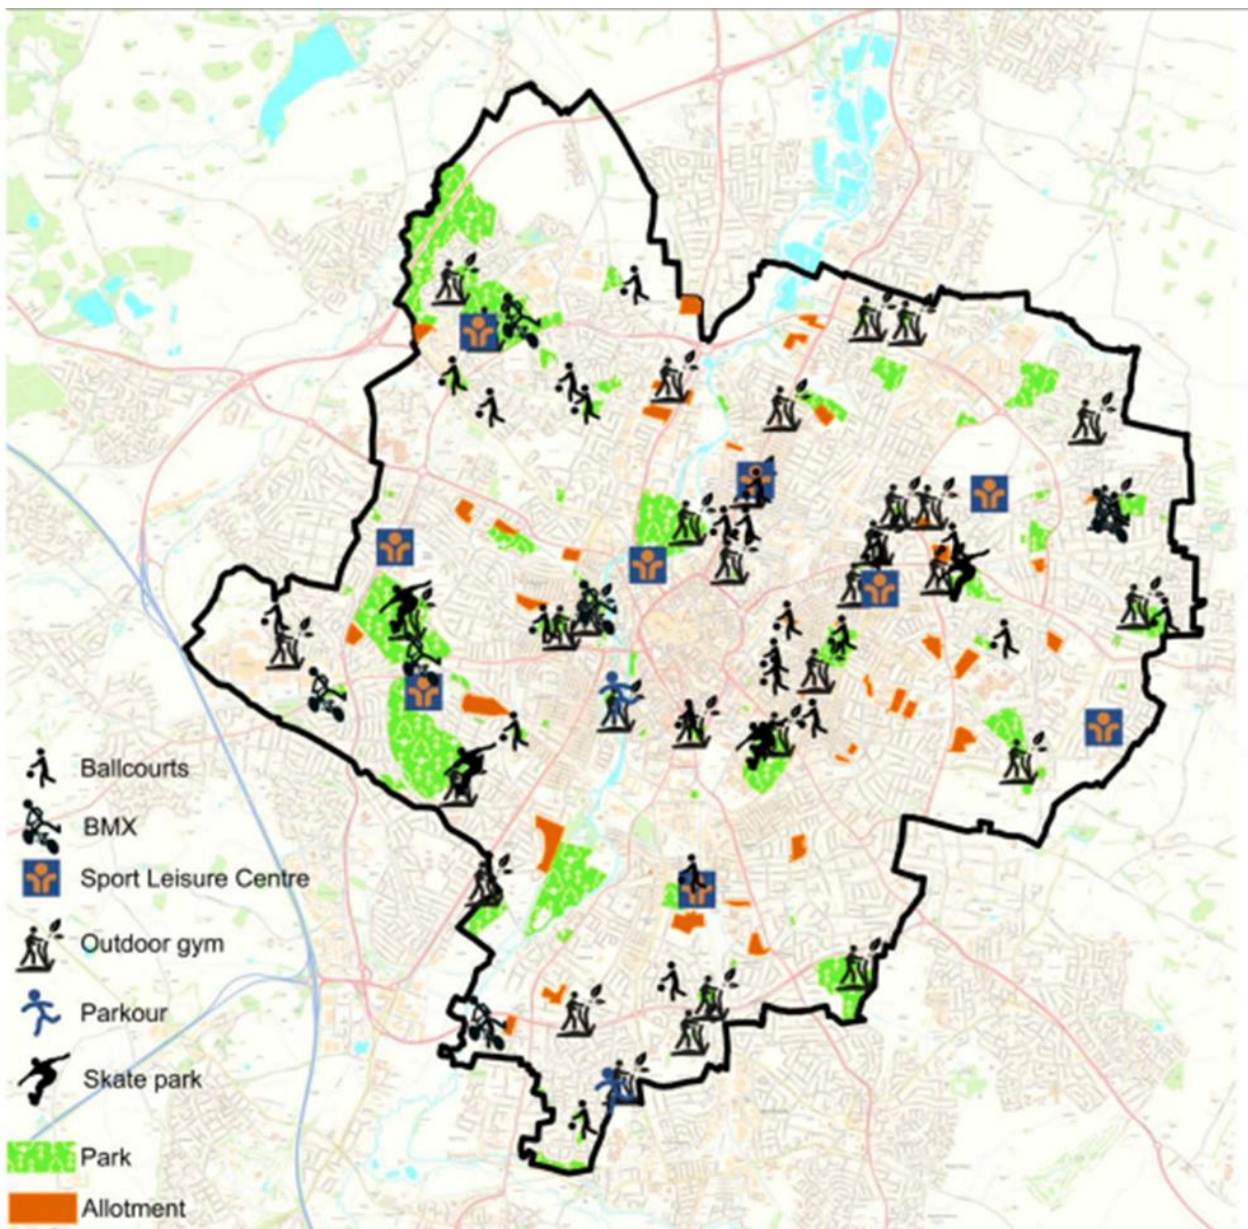 Ballcourts
BMX
Sport Leisure Centre
Outdoor gym
Parkour
Skate park
Park
Allotment